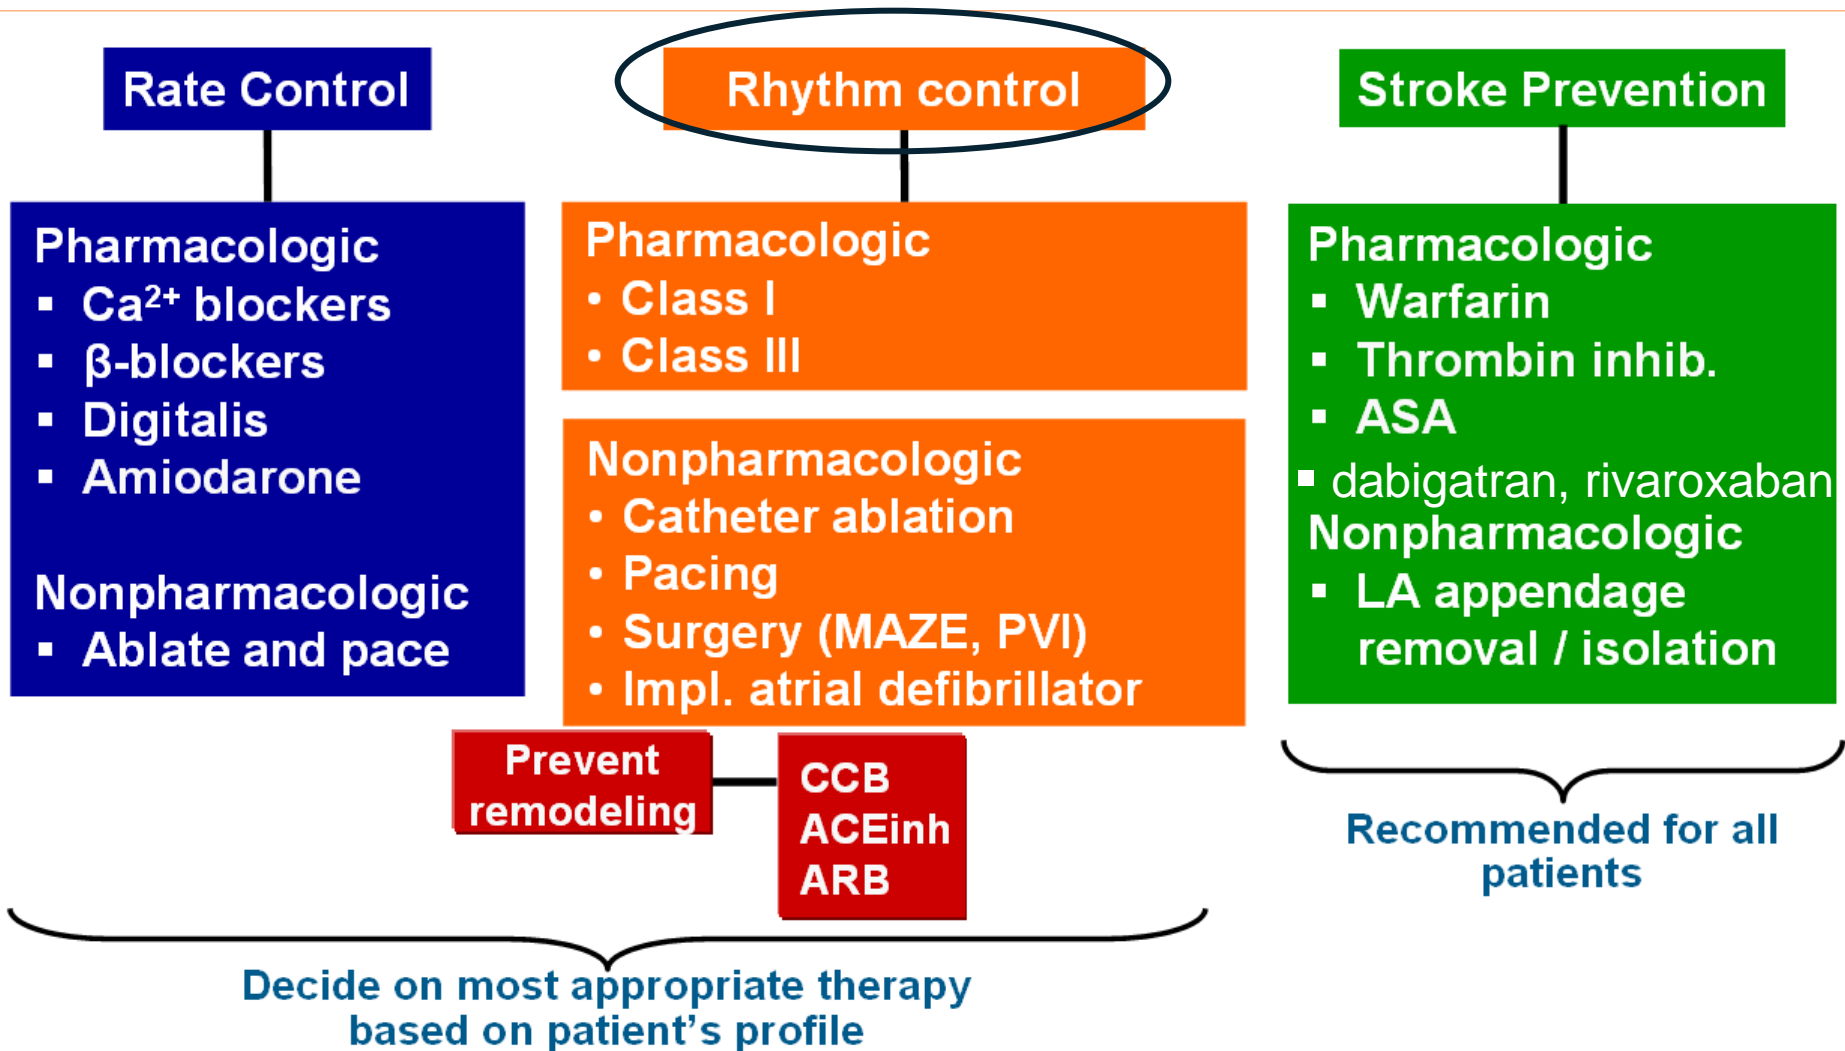 Rate Control
Pharmacologic
▪ Ca²⁺ blockers
▪ β-blockers
▪ Digitalis
▪ Amiodarone
Nonpharmacologic
▪ Ablate and pace
Rhythm control
Pharmacologic
• Class I
• Class III
Nonpharmacologic
• Catheter ablation
• Pacing
• Surgery (MAZE, PVI)
• Impl. atrial defibrillator
Prevent
remodeling
CCB
ACEinh
ARB
Decide on most appropriate therapy
based on patient's profile
Stroke Prevention
Pharmacologic
▪ Warfarin
▪ Thrombin inhib.
▪ ASA
▪ dabigatran, rivaroxaban
Nonpharmacologic
▪ LA appendage
removal / isolation
Recommended for all
patients